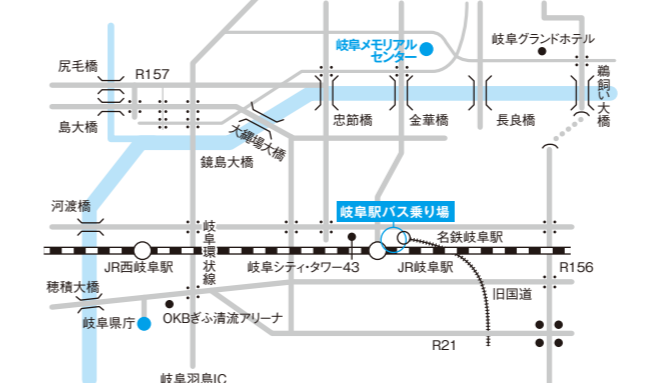 岐阜メモリアル
センター
岐阜グランドホテル
尻毛橋
R157
鵜飼い大橋
島大橋
大縄場大橋
忠節橋
金華橋
長良橋
鏡島大橋
河渡橋
岐阜駅バス乗り場
岐阜環状線
名鉄岐阜駅
JR西岐阜駅
岐阜シティ・タワー43
JR岐阜駅
R156
穂積大橋
旧国道
岐阜県庁
OKBぎふ清流アリーナ
R21
岐阜羽島IC